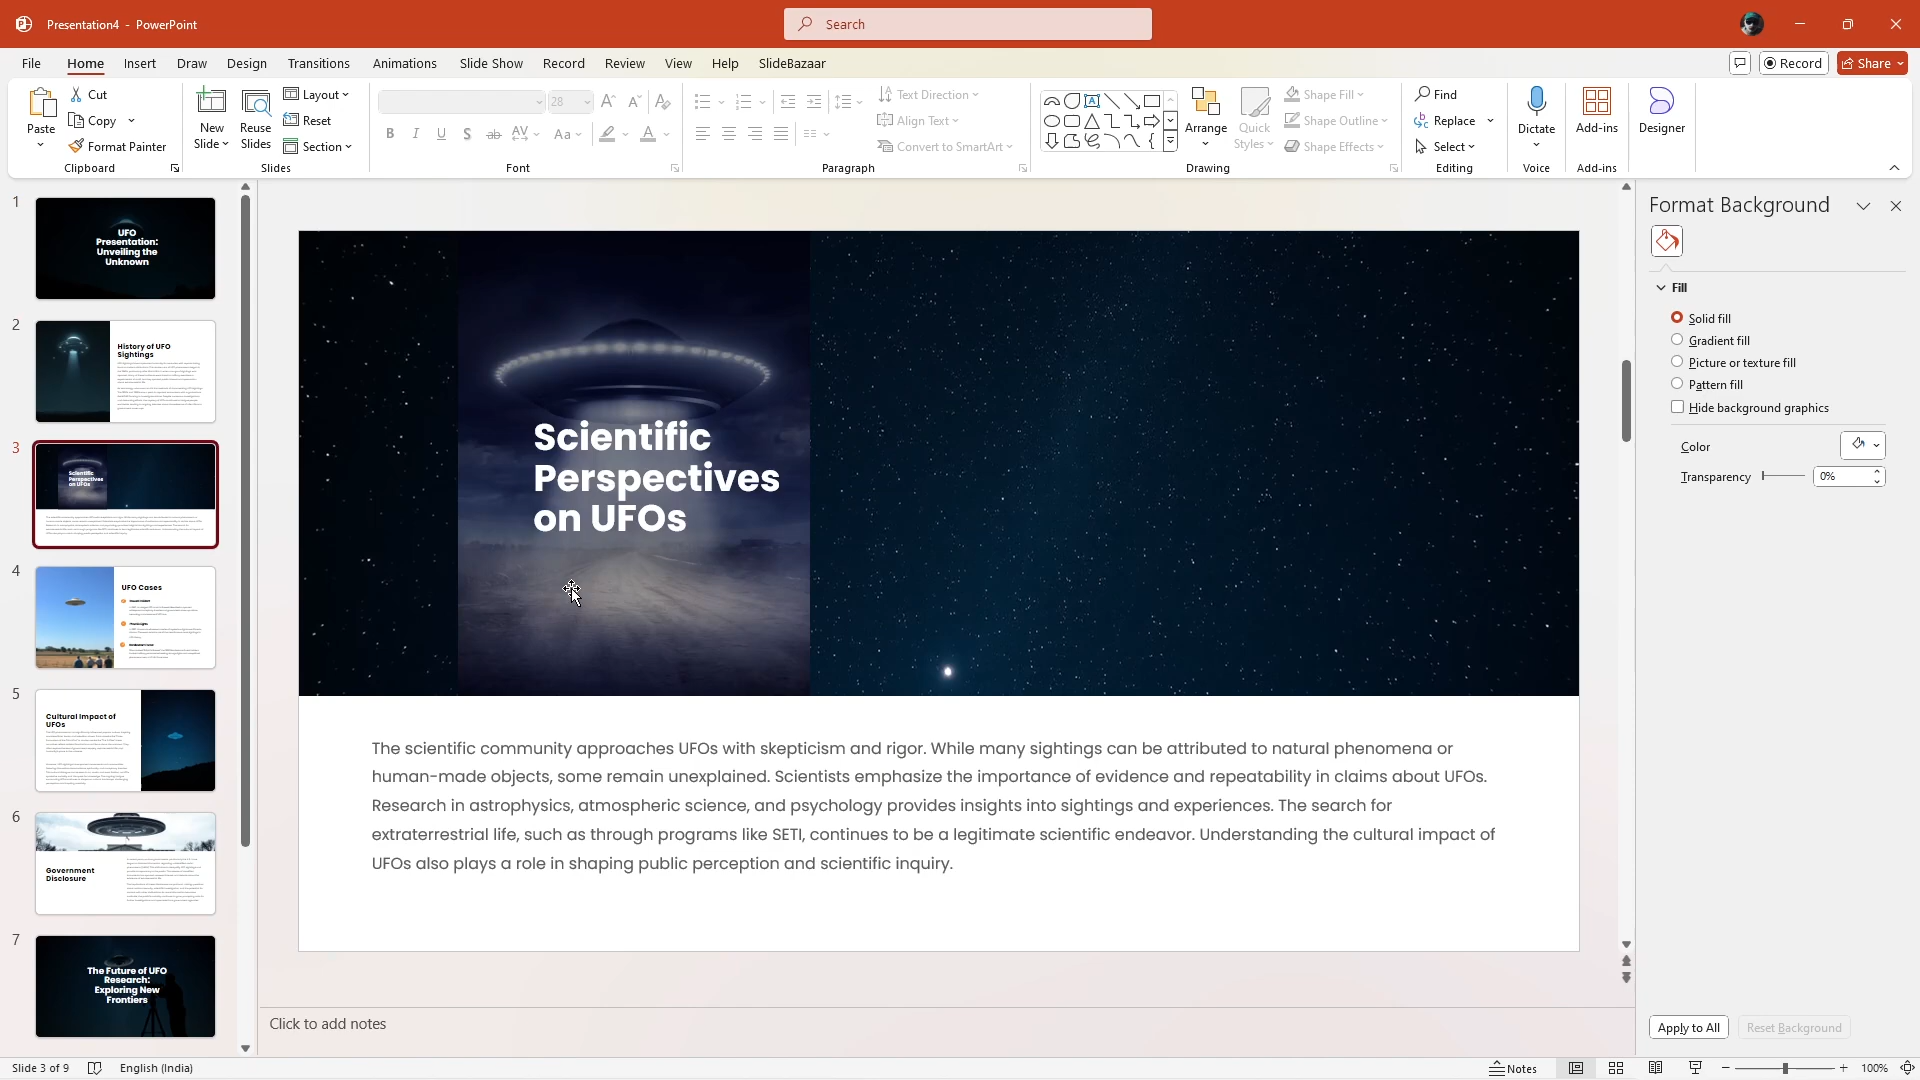 Presentation4 - PowerPoint
Search
File Home Insert Draw Design Transitions Animations Slide Show Record Review View Help SlideBazaar
Record
Share
Paste
Cut
Copy
Format Painter
Clipboard
New Slide
Reuse Slides
Layout
Reset
Section
Slides
28
Font
Text Direction
Align Text
Convert to SmartArt
Paragraph
Arrange
Quick Styles
Shape Fill
Shape Outline
Shape Effects
Drawing
Find
Replace
Select
Editing
Dictate
Voice
Add-ins
Add-ins
Designer
1
UFO
Presentation:
Unveiling the
Unknown
2
History of UFO
Sightings
3
Scientific
Perspectives
on UFOs
4
UFO Cases
5
Cultural Impact of
UFOs
6
Government
Disclosure
7
The Future of UFO
Research:
Exploring New
Frontiers
Scientific
Perspectives
on UFOs
The scientific community approaches UFOs with skepticism and rigor. While many sightings can be attributed to natural phenomena or
human-made objects, some remain unexplained. Scientists emphasize the importance of evidence and repeatability in claims about UFOs.
Research in astrophysics, atmospheric science, and psychology provides insights into sightings and experiences. The search for
extraterrestrial life, such as through programs like SETI, continues to be a legitimate scientific endeavor. Understanding the cultural impact of
UFOs also plays a role in shaping public perception and scientific inquiry.
Click to add notes
Format Background
Fill
Solid fill
Gradient fill
Picture or texture fill
Pattern fill
Hide background graphics
Color
Transparency 0%
Apply to All
Reset Background
Slide 3 of 9
English (India)
Notes
100%